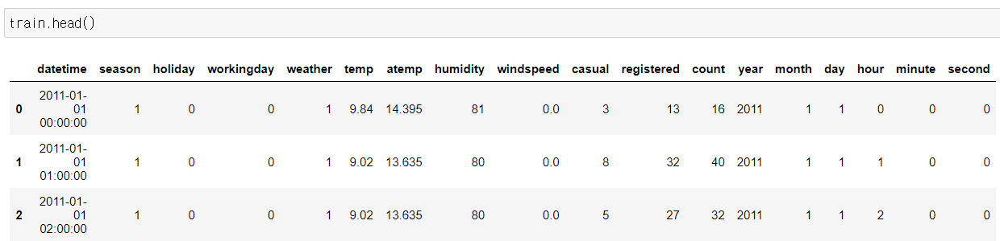 train.head()
datetime season holiday workingday weather temp atemp humidity windspeed casual registered count year month day hour minute second
0 2011-01-01 00:00:00 1 0 0 1 9.84 14.395 81 0.0 3 13 16 2011 1 1 0 0 0
1 2011-01-01 01:00:00 1 0 0 1 9.02 13.635 80 0.0 8 32 40 2011 1 1 1 0 0
2 2011-01-01 02:00:00 1 0 0 1 9.02 13.635 80 0.0 5 27 32 2011 1 1 2 0 0